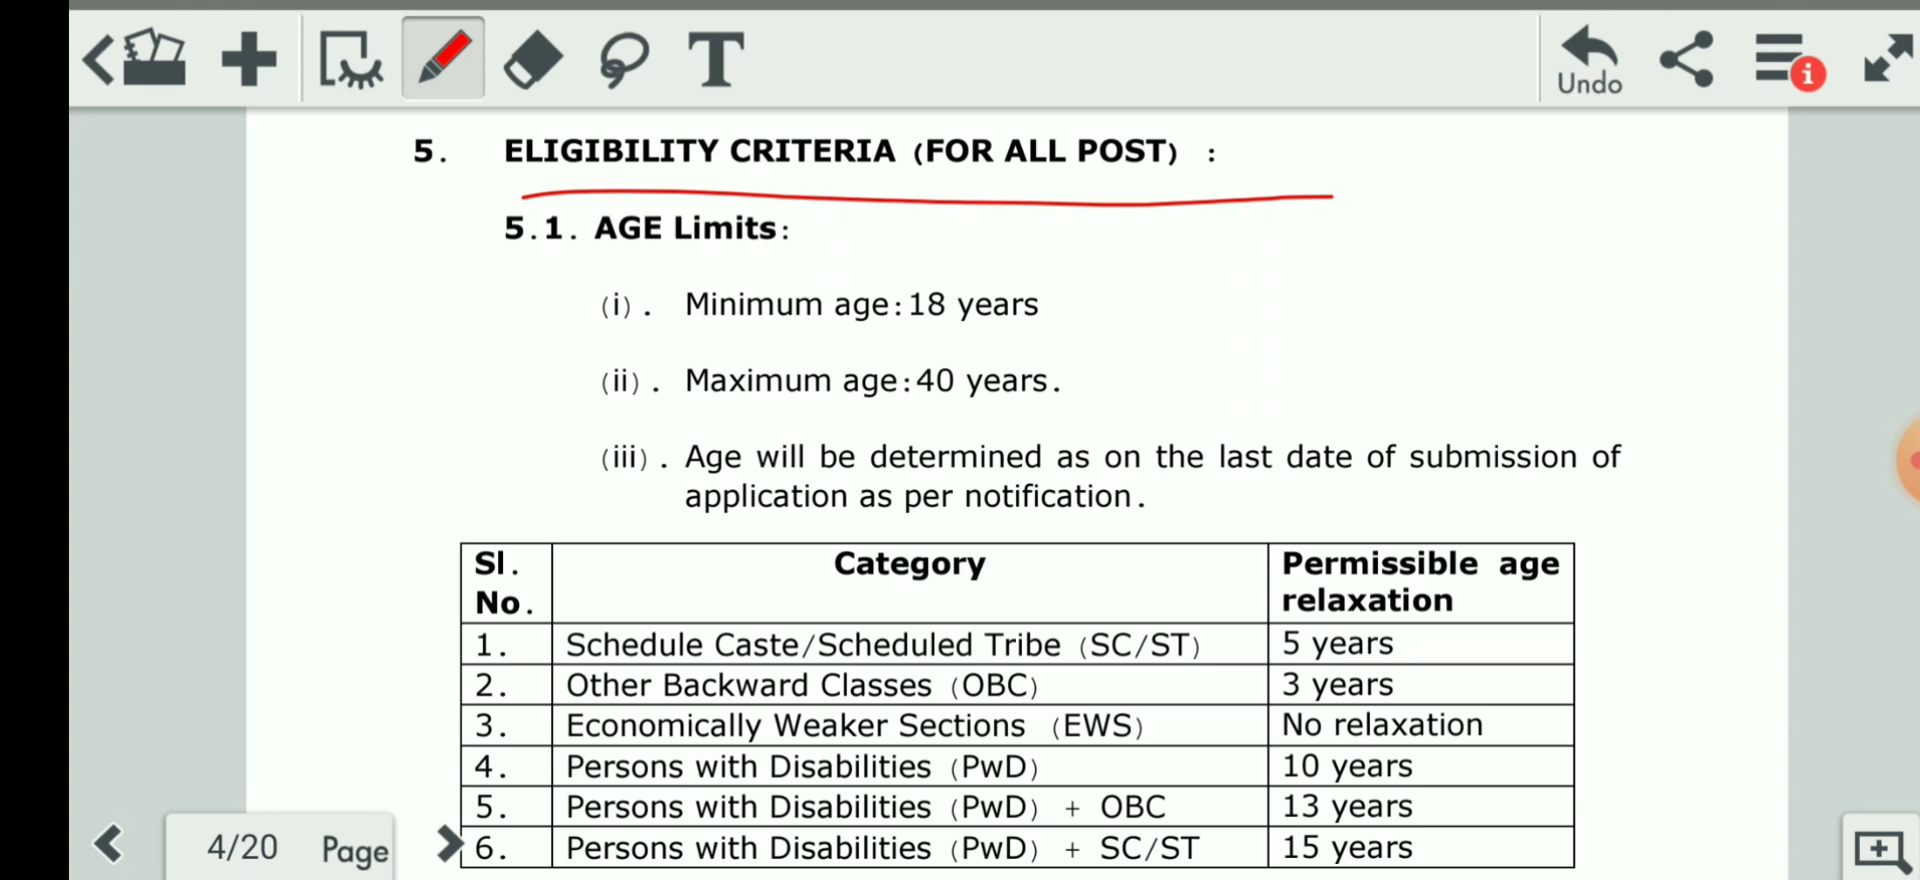 T
Undo
5. ELIGIBILITY CRITERIA (FOR ALL POST) :
5.1. AGE Limits:
(i). Minimum age:18 years
(ii). Maximum age:40 years.
(iii). Age will be determined as on the last date of submission of
application as per notification.
Sl. No. Category Permissible age relaxation
1. Schedule Caste/Scheduled Tribe (SC/ST) 5 years
2. Other Backward Classes (OBC) 3 years
3. Economically Weaker Sections (EWS) No relaxation
4. Persons with Disabilities (PwD) 10 years
5. Persons with Disabilities (PwD) + OBC 13 years
6. Persons with Disabilities (PwD) + SC/ST 15 years
4/20 Page